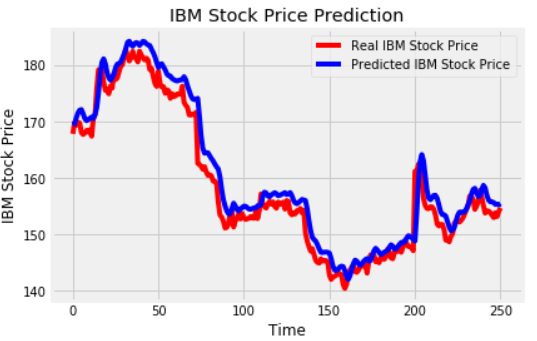 IBM Stock Price Prediction
Real IBM Stock Price
Predicted IBM Stock Price
IBM Stock Price
180
170
160
150
140
0
50
100
150
200
250
Time